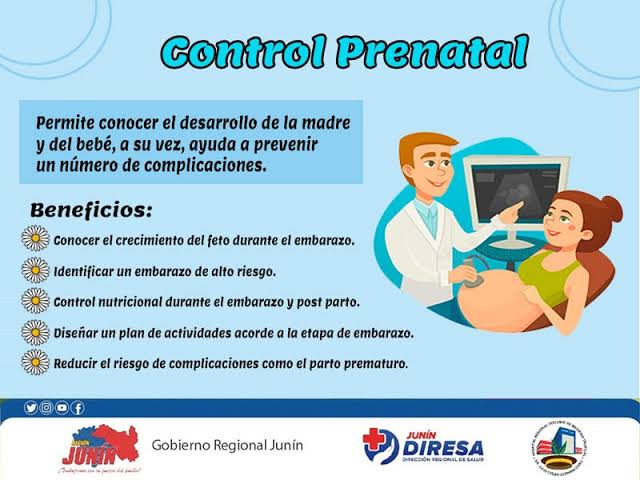 Control Prenatal
Permite conocer el desarrollo de la madre
y del bebé, a su vez, ayuda a prevenir
un número de complicaciones.
Beneficios:
Conocer el crecimiento del feto durante el embarazo.
Identificar un embarazo de alto riesgo.
Control nutricional durante el embarazo y post parto.
Diseñar un plan de actividades acorde a la etapa de embarazo.
Reducir el riesgo de complicaciones como el parto prematuro.
REGIÓN
JUNÍN
Gobierno Regional Junín
JUNÍN
DIRESA
DIRECCIÓN REGIONAL DE SALUD